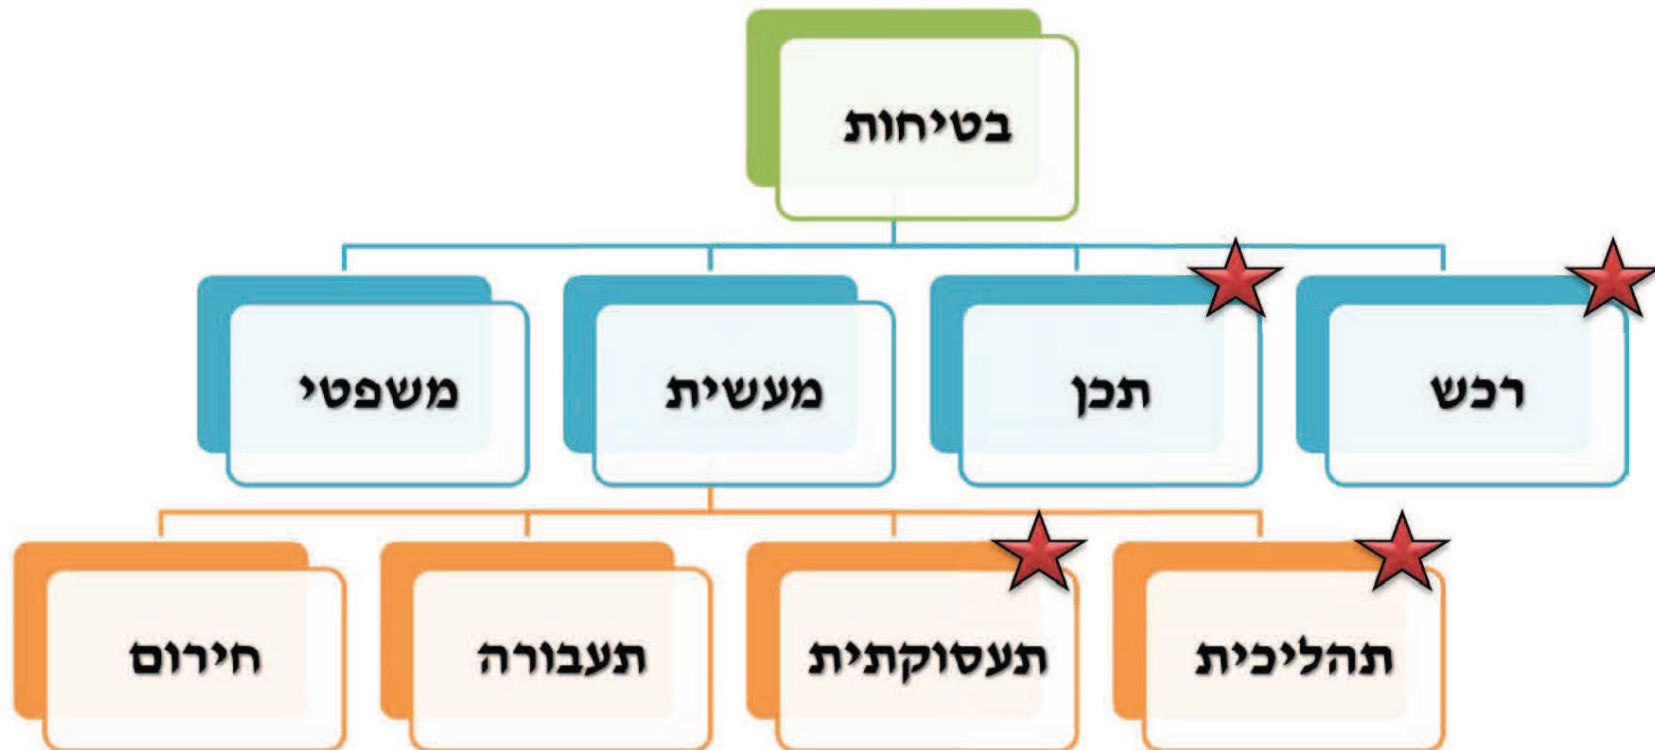 בטיחות
רכש
תכן
מעשית
משפטי
תהליכית
תעסוקתית
תעבורה
חירום